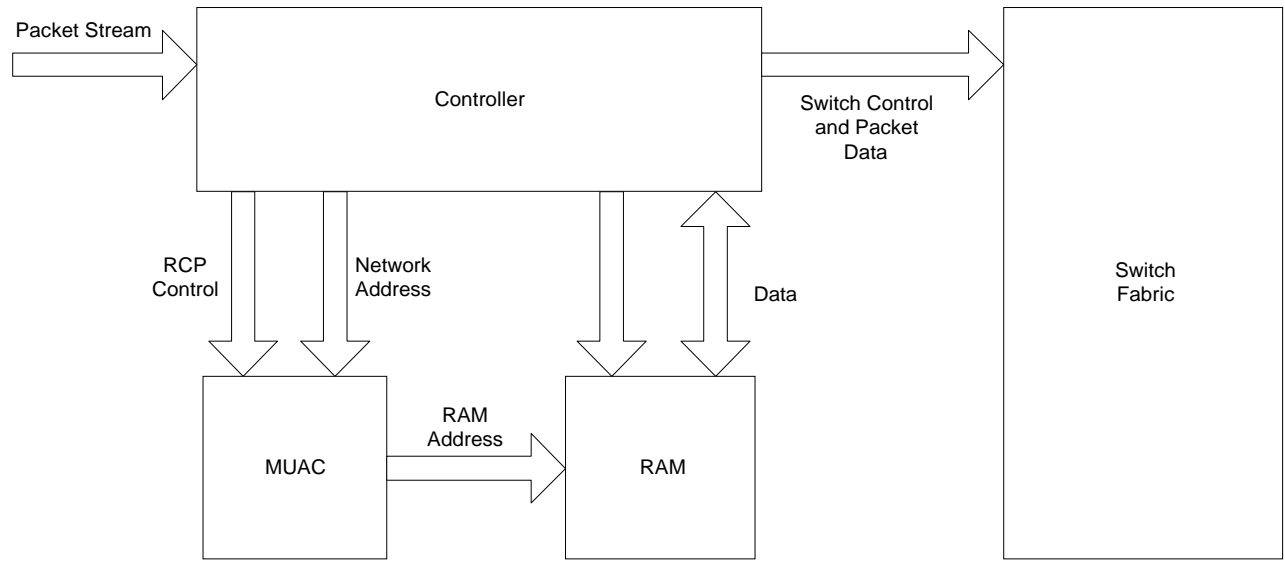 Packet Stream
Controller
Switch Control
and Packet
Data
RCP
Control
Network
Address
Data
Switch
Fabric
RAM
Address
MUAC
RAM